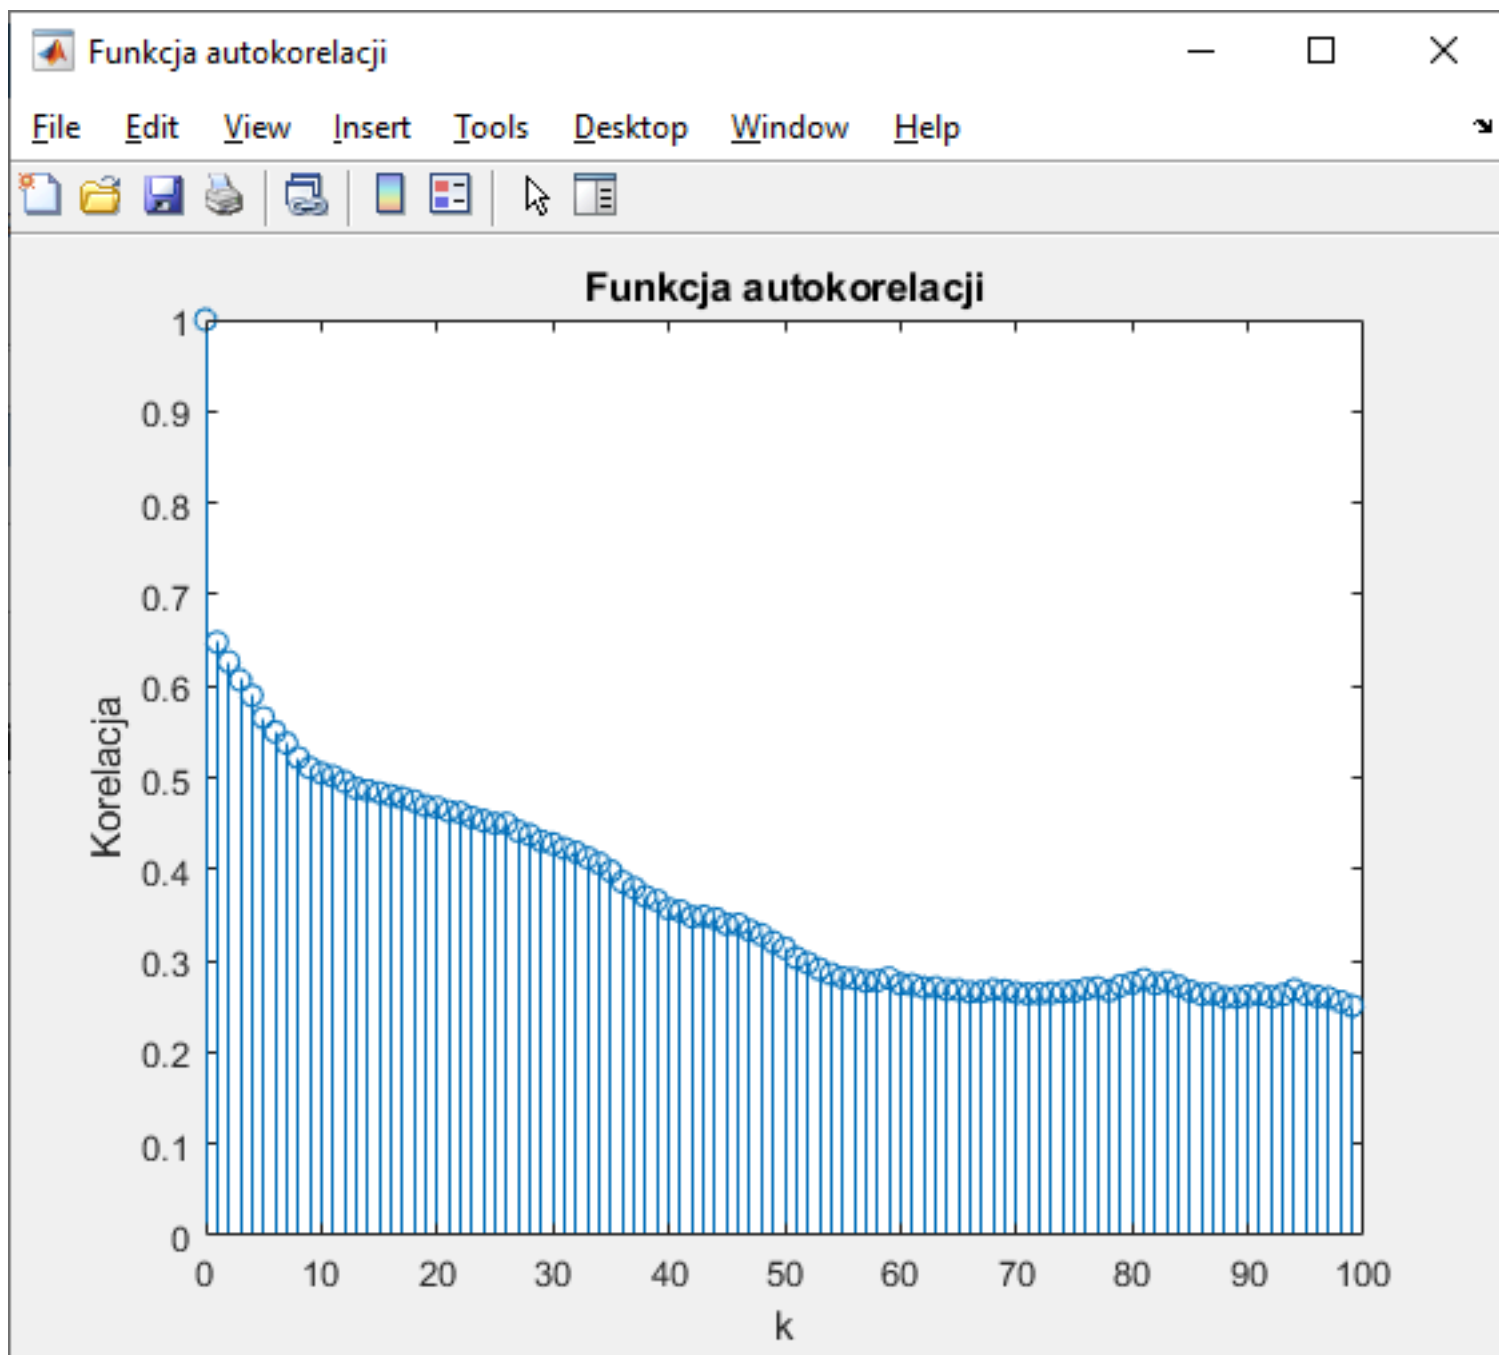 Funkcja autokorelacji
File Edit View Insert Tools Desktop Window Help
Funkcja autokorelacji
1
0.9
0.8
0.7
0.6
0.5
0.4
0.3
0.2
0.1
0
Korelacja
0 10 20 30 40 50 60 70 80 90 100
k